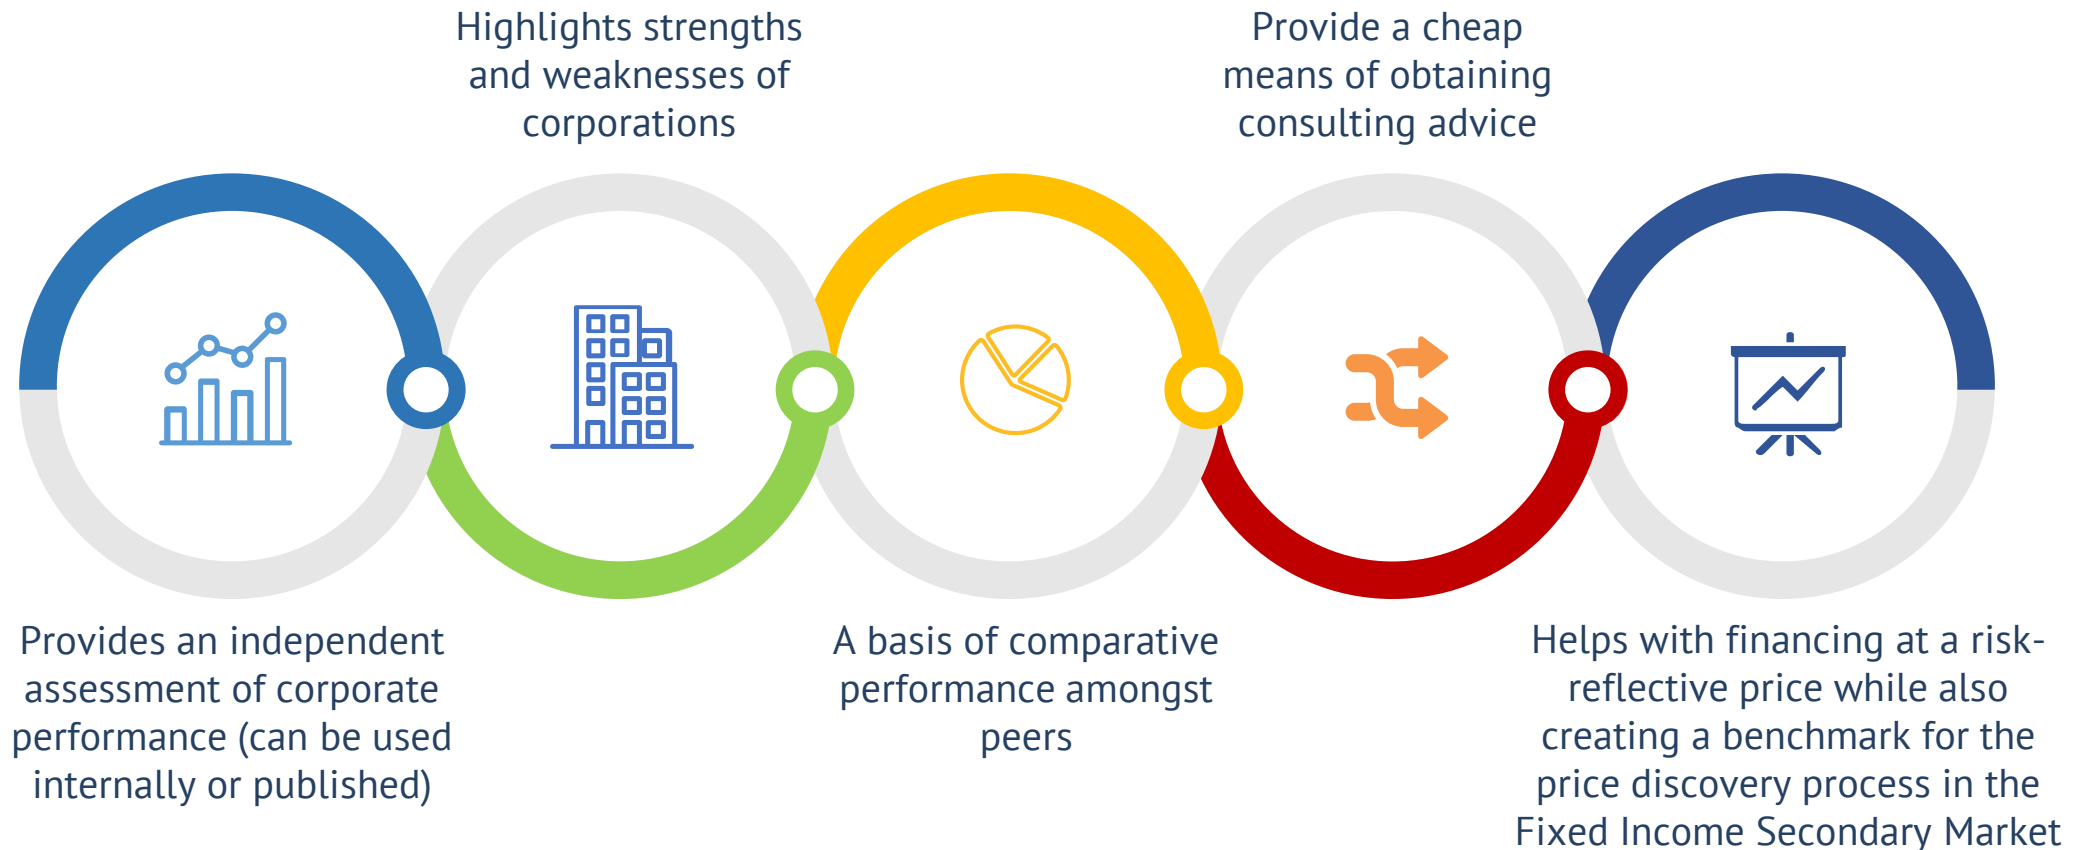 Highlights strengths
and weaknesses of
corporations
Provide a cheap
means of obtaining
consulting advice
Provides an independent
assessment of corporate
performance (can be used
internally or published)
A basis of comparative
performance amongst
peers
Helps with financing at a risk-
reflective price while also
creating a benchmark for the
price discovery process in the
Fixed Income Secondary Market